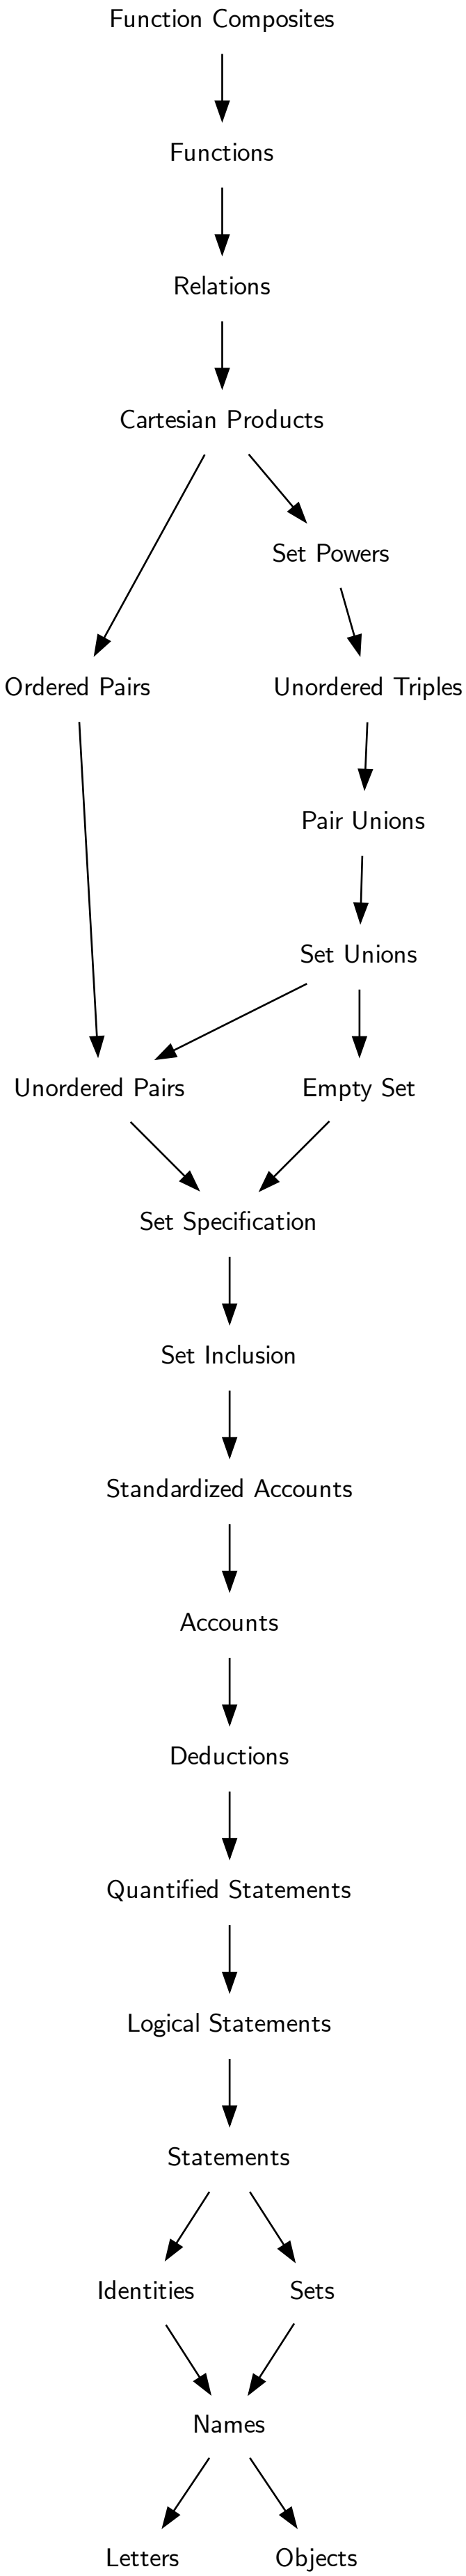 Function Composites
Functions
Relations
Cartesian Products
Set Powers
Ordered Pairs
Unordered Triples
Pair Unions
Set Unions
Unordered Pairs
Empty Set
Set Specification
Set Inclusion
Standardized Accounts
Accounts
Deductions
Quantified Statements
Logical Statements
Statements
Identities
Sets
Names
Letters
Objects